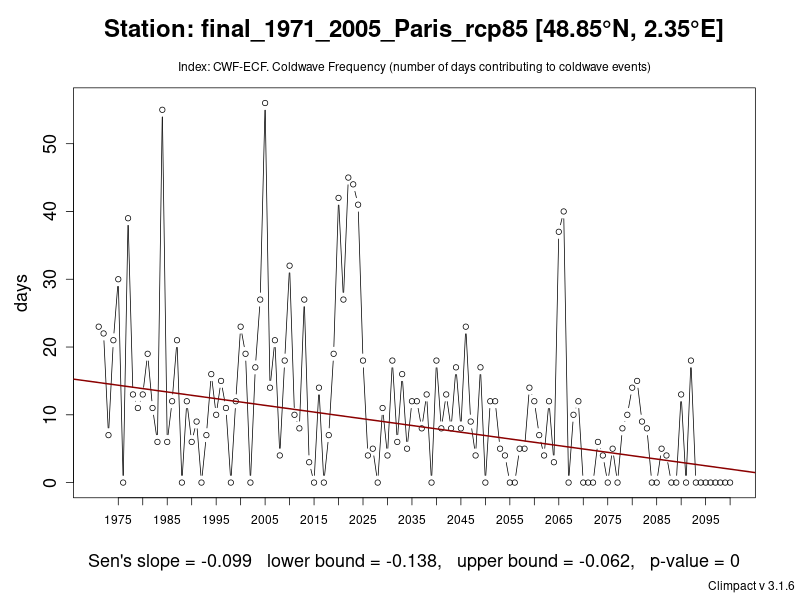 Station: final_1971_2005_Paris_rcp85 [48.85°N, 2.35°E]
Index: CWF-ECF. Coldwave Frequency (number of days contributing to coldwave events)
days
50
40
30
20
10
0
1975 1985 1995 2005 2015 2025 2035 2045 2055 2065 2075 2085 2095
Sen's slope = -0.099 lower bound = -0.138, upper bound = -0.062, p-value = 0
Climpact v 3.1.6